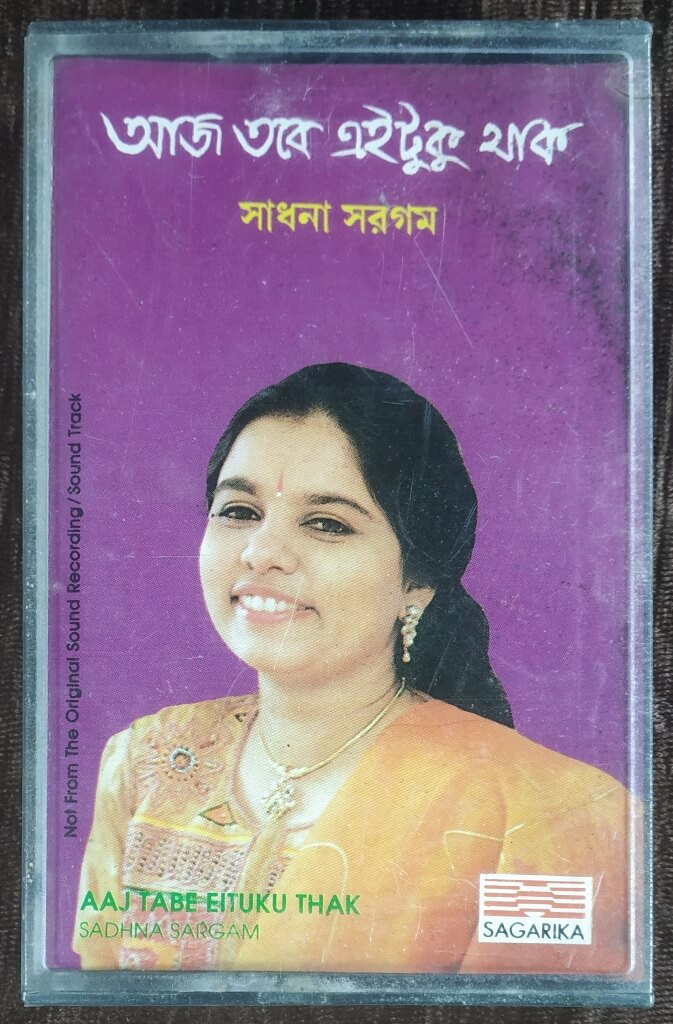 আজ তবে এইটুকু থাক
সাধনা সরগম
Not From The Original Sound Recording/Sound Track
AAJ TABE EITUKU THAK
SADHNA SARGAM
SAGARIKA